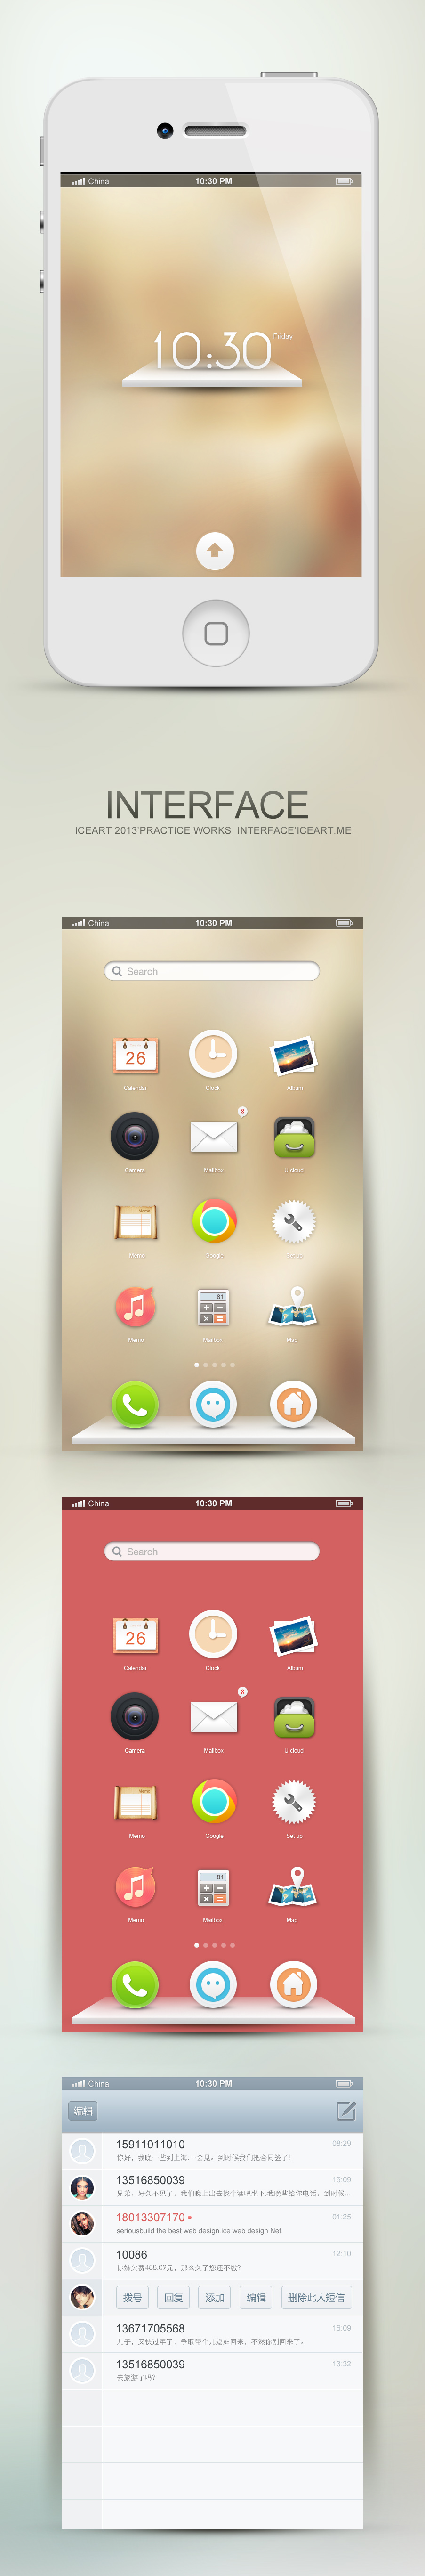 China 10:30 PM
10:30 Friday
INTERFACE
ICEART 2013'PRACTICE WORKS INTERFACE'ICEART.ME
China 10:30 PM
Search
26
Calendar Clock Album
8
Camera Mailbox U cloud
Memo
Memo Google Set up
81
Memo Mailbox Map
China 10:30 PM
Search
26
Calendar Clock Album
8
Camera Mailbox U cloud
Memo
Memo Google Set up
81
Memo Mailbox Map
China 10:30 PM
编辑
15911011010 08:29
你好，我晚一些到上海.一会见。到时候我们把合同签了！
13516850039 16:09
兄弟，好久不见了，我们晚上出去找个酒吧坐下.我晚些给你电话，到时候...
18013307170 01:25
seriousbuild the best web design.ice web design Net.
10086 12:10
你妹欠费488.09元，那么久了您还不缴？
拨号 回复 添加 编辑 删除此人短信
13671705568 16:09
儿子，又快过年了，争取带个儿媳妇回来，不然你别回来了。
13516850039 13:32
去旅游了吗？